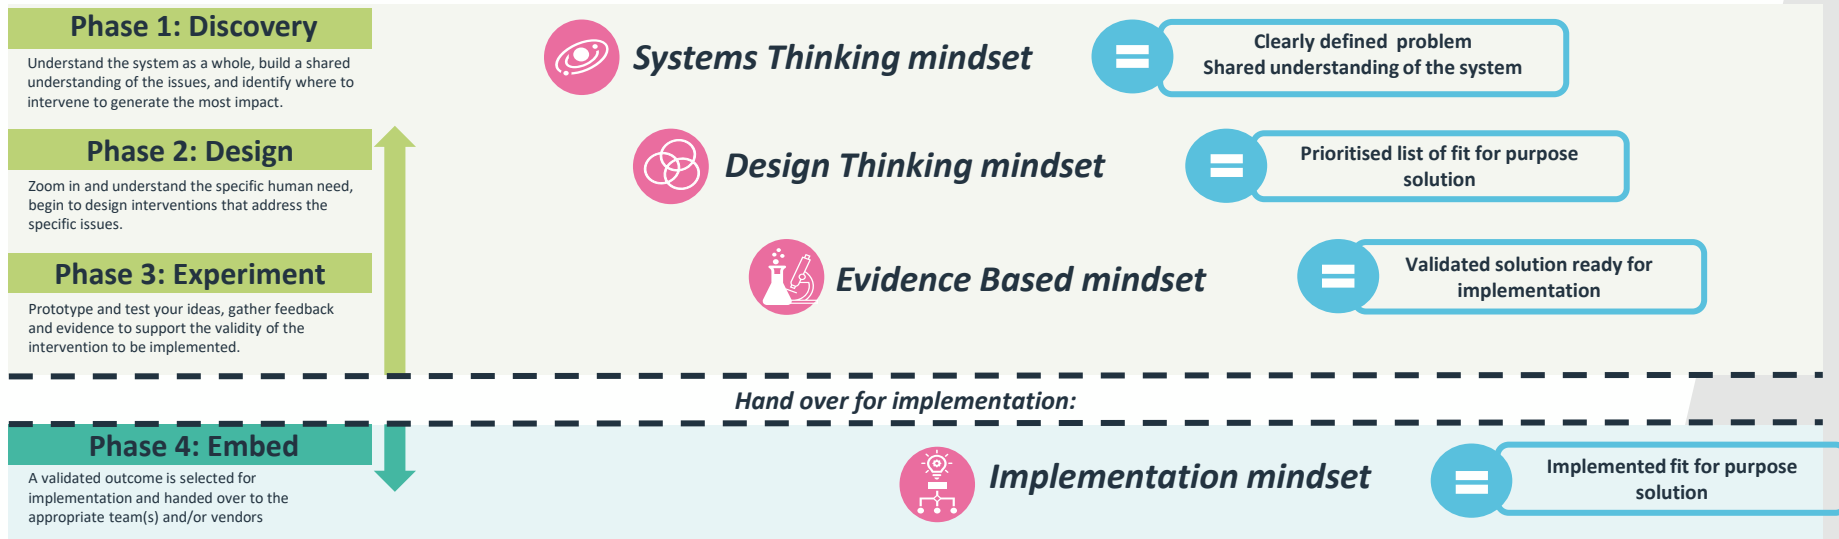 Phase 1: Discovery
Understand the system as a whole, build a shared
understanding of the issues, and identify where to
intervene to generate the most impact.
Systems Thinking mindset
Clearly defined problem
Shared understanding of the system
Phase 2: Design
Zoom in and understand the specific human need,
begin to design interventions that address the
specific issues.
Design Thinking mindset
Prioritised list of fit for purpose
solution
Phase 3: Experiment
Prototype and test your ideas, gather feedback
and evidence to support the validity of the
intervention to be implemented.
Evidence Based mindset
Validated solution ready for
implementation
Hand over for implementation:
Phase 4: Embed
A validated outcome is selected for
implementation and handed over to the
appropriate team(s) and/or vendors
Implementation mindset
Implemented fit for purpose
solution